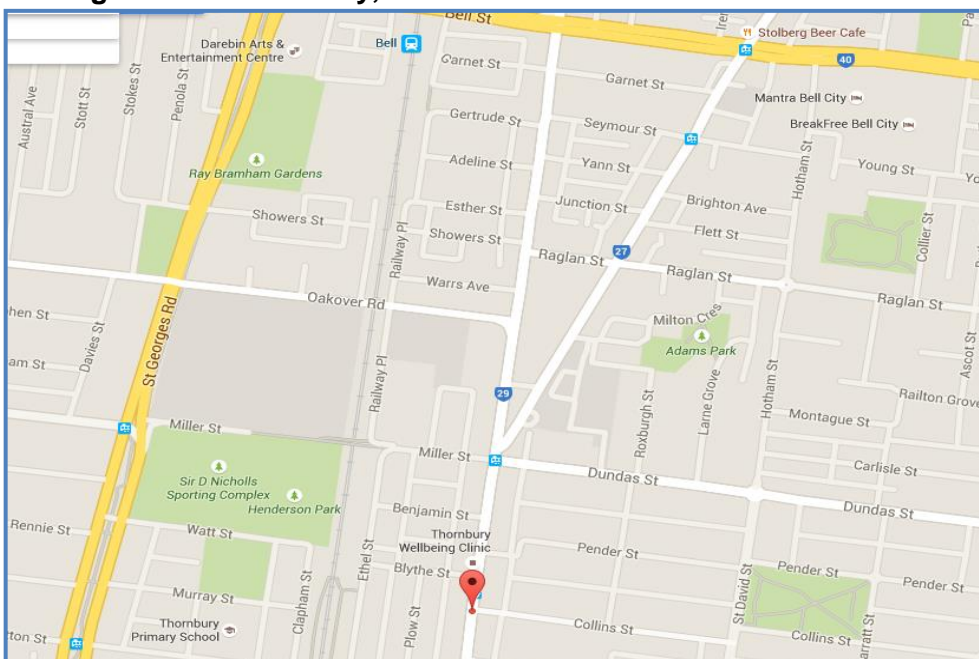 Bell St
Stolberg Beer Cafe
Darebin Arts &
Entertainment Centre
Bell
40
Garnet St
Garnet St
Mantra Bell City
BreakFree Bell City
Austral Ave
Stott St
Stokes St
Penola St
Gertrude St
Seymour St
Hotham St
Adeline St
Yann St
Young St
Ray Bramham Gardens
Showers St
Esther St
Junction St
Brighton Ave
Flett St
Collier St
Railway Pl
Showers St
27
Raglan St
Raglan St
Raglan St
Warrs Ave
Oakover Rd
St Georges Rd
Davies St
Milton Cres
Adams Park
Ascot St
29
Railway Pl
Roxburgh St
Larne Grove
Hotham St
Railton Grove
Montague St
Miller St
Miller St
Carlisle St
Dundas St
Dundas St
Sir D Nicholls
Sporting Complex
Henderson Park
Rennie St
Watt St
Benjamin St
Thornbury
Wellbeing Clinic
Pender St
Pender St
Pender St
Ethel St
Blythe St
Clapham St
Murray St
Plow St
St David St
Thornbury
Primary School
Collins St
Collins St